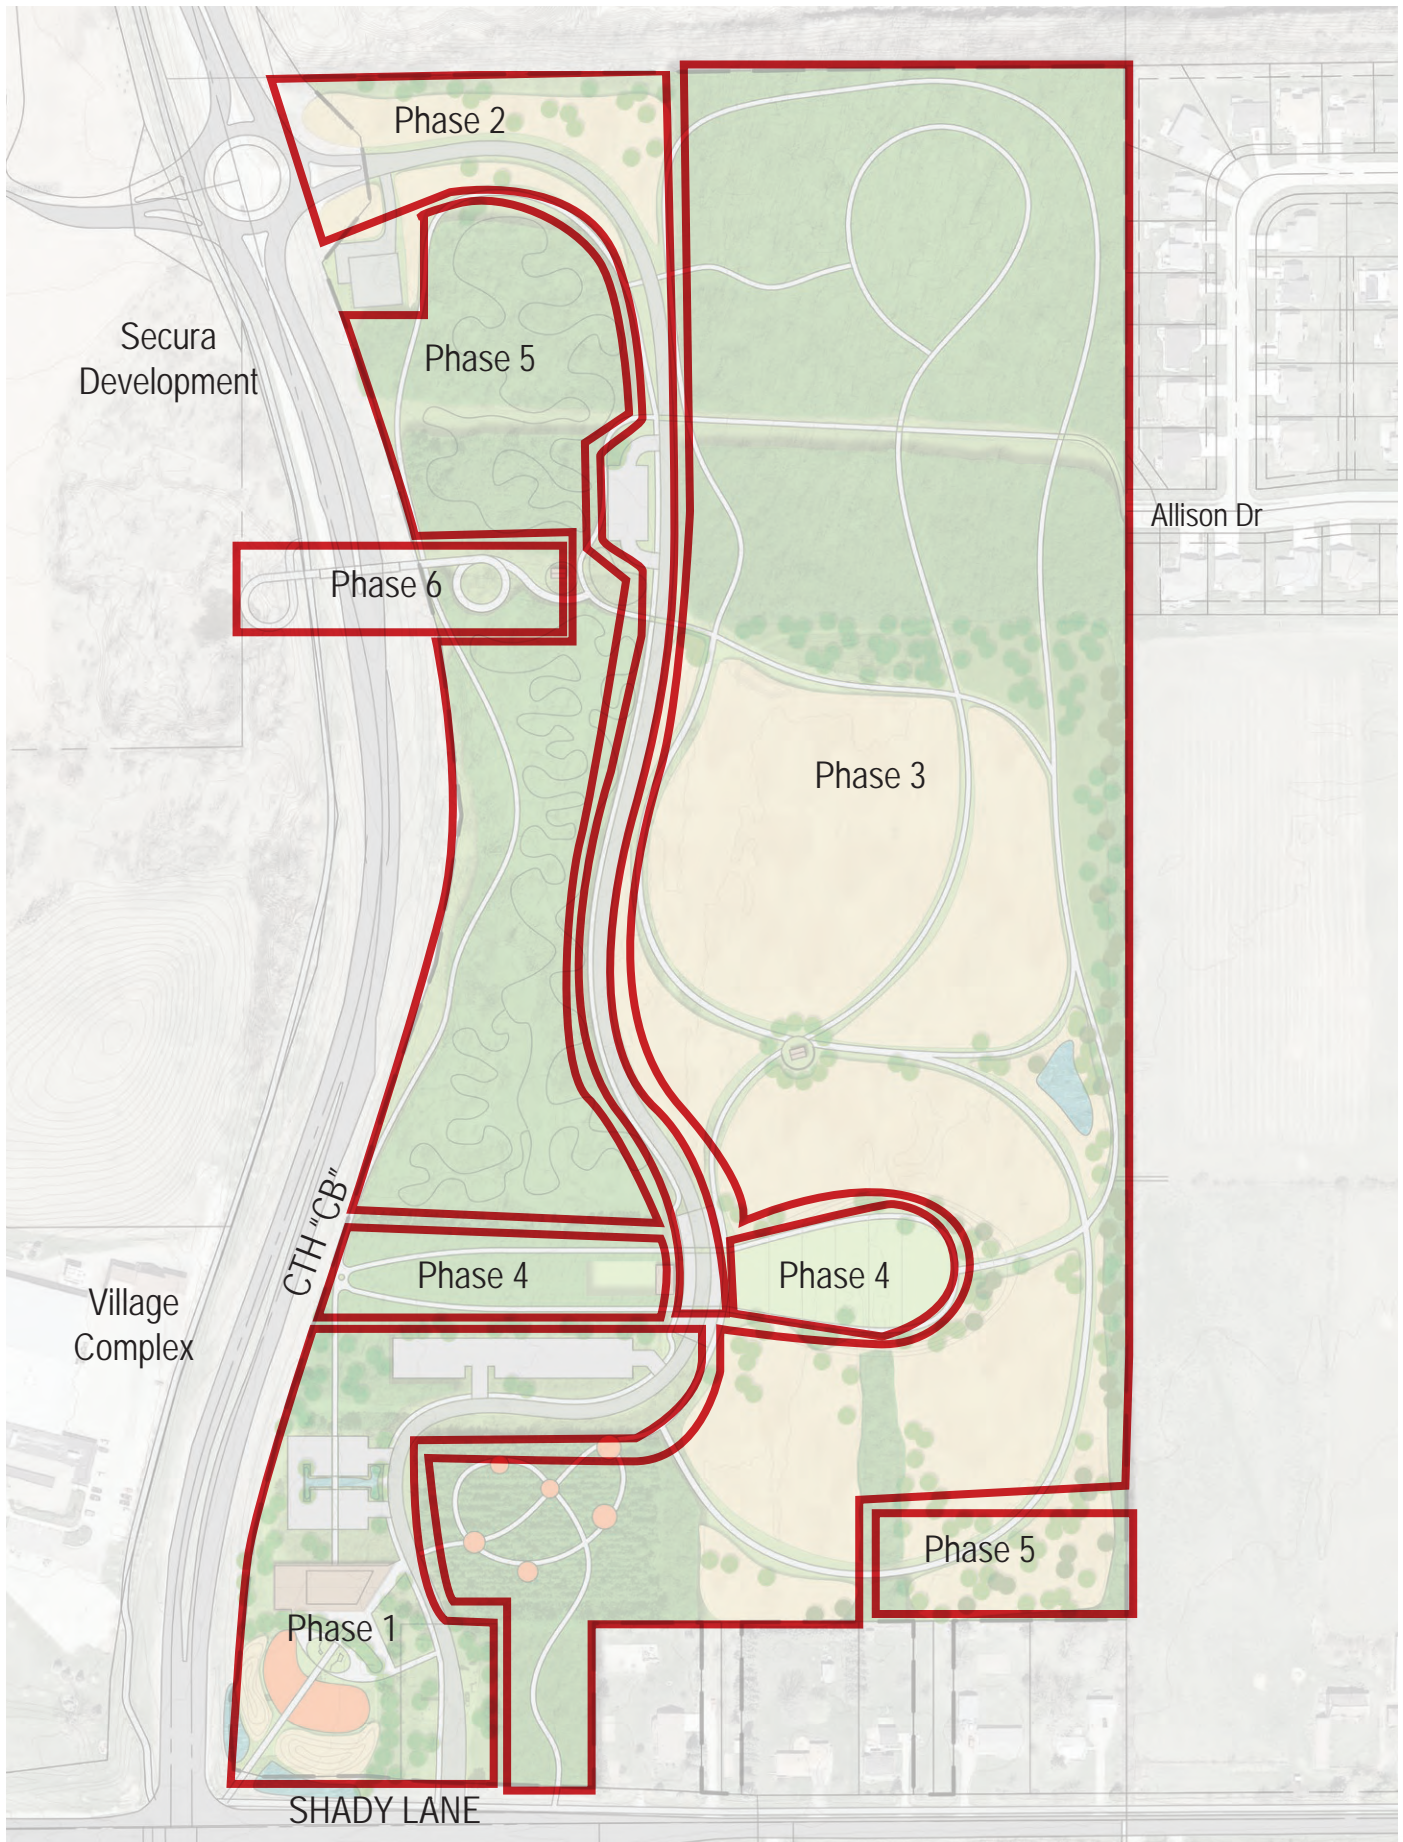 Phase 2
Secura
Development
Phase 5
Allison Dr
Phase 6
Phase 3
CTH "CB"
Phase 4
Phase 4
Village
Complex
Phase 5
Phase 1
SHADY LANE